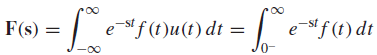 F(s) = ∫_{-∞}^{∞} e^{-st} f(t)u(t) dt = ∫_{0-}^{∞} e^{-st} f(t) dt